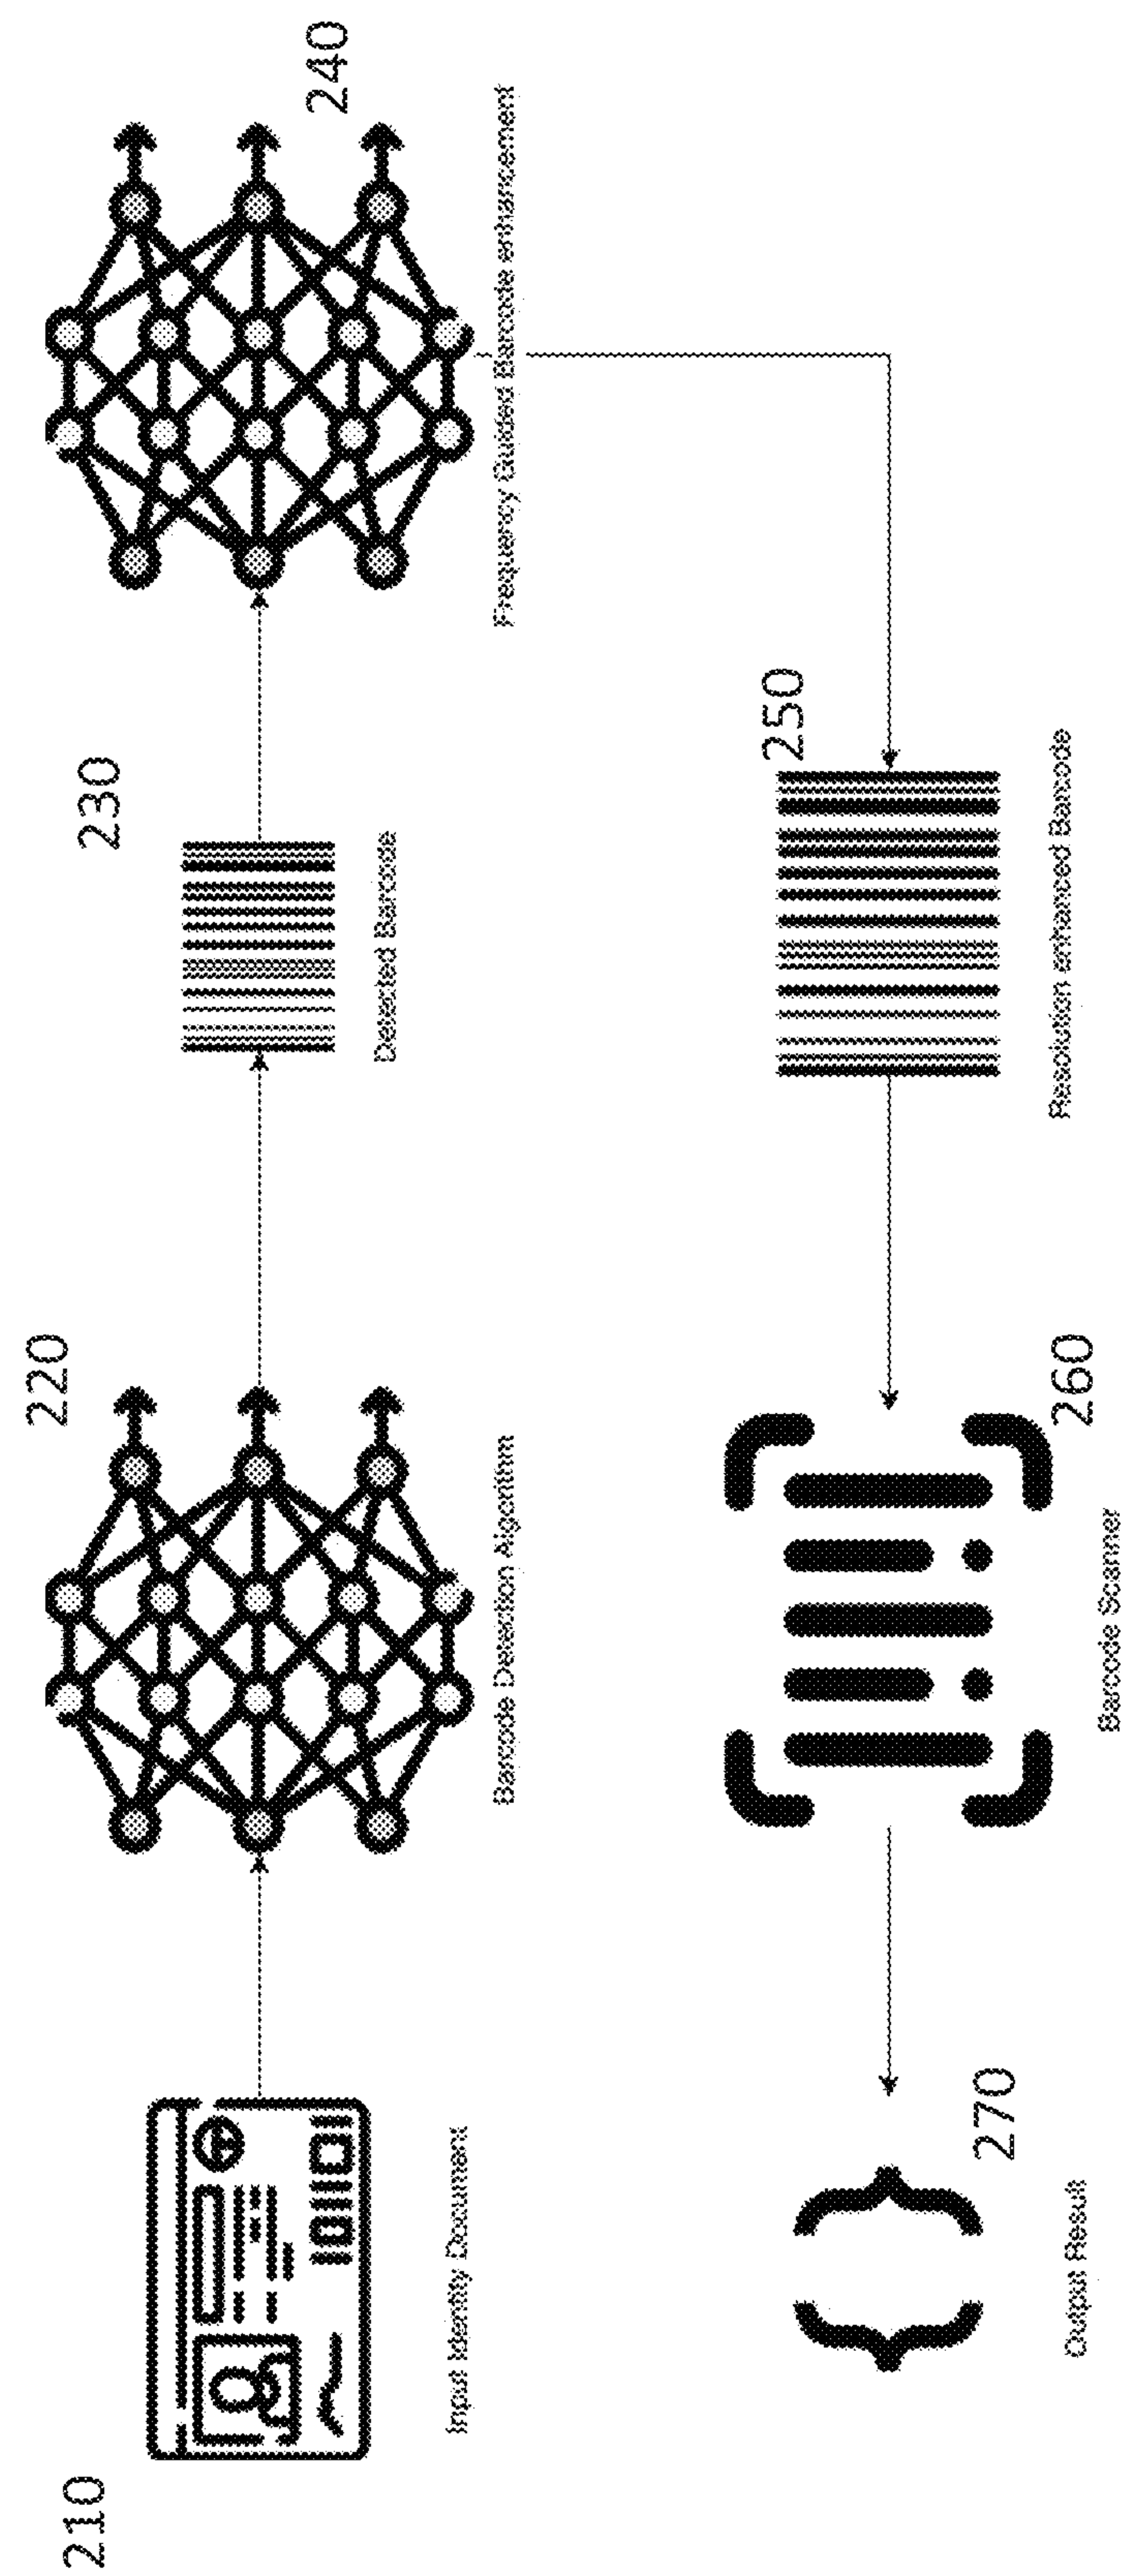 210
Input Identity Document
220
Barcode Detection Algorithm
230
Detected Barcode
240
Frequency Guided Barcode enhancement
250
Resolution enhanced Barcode
260
Barcode Scanner
270
Output Result